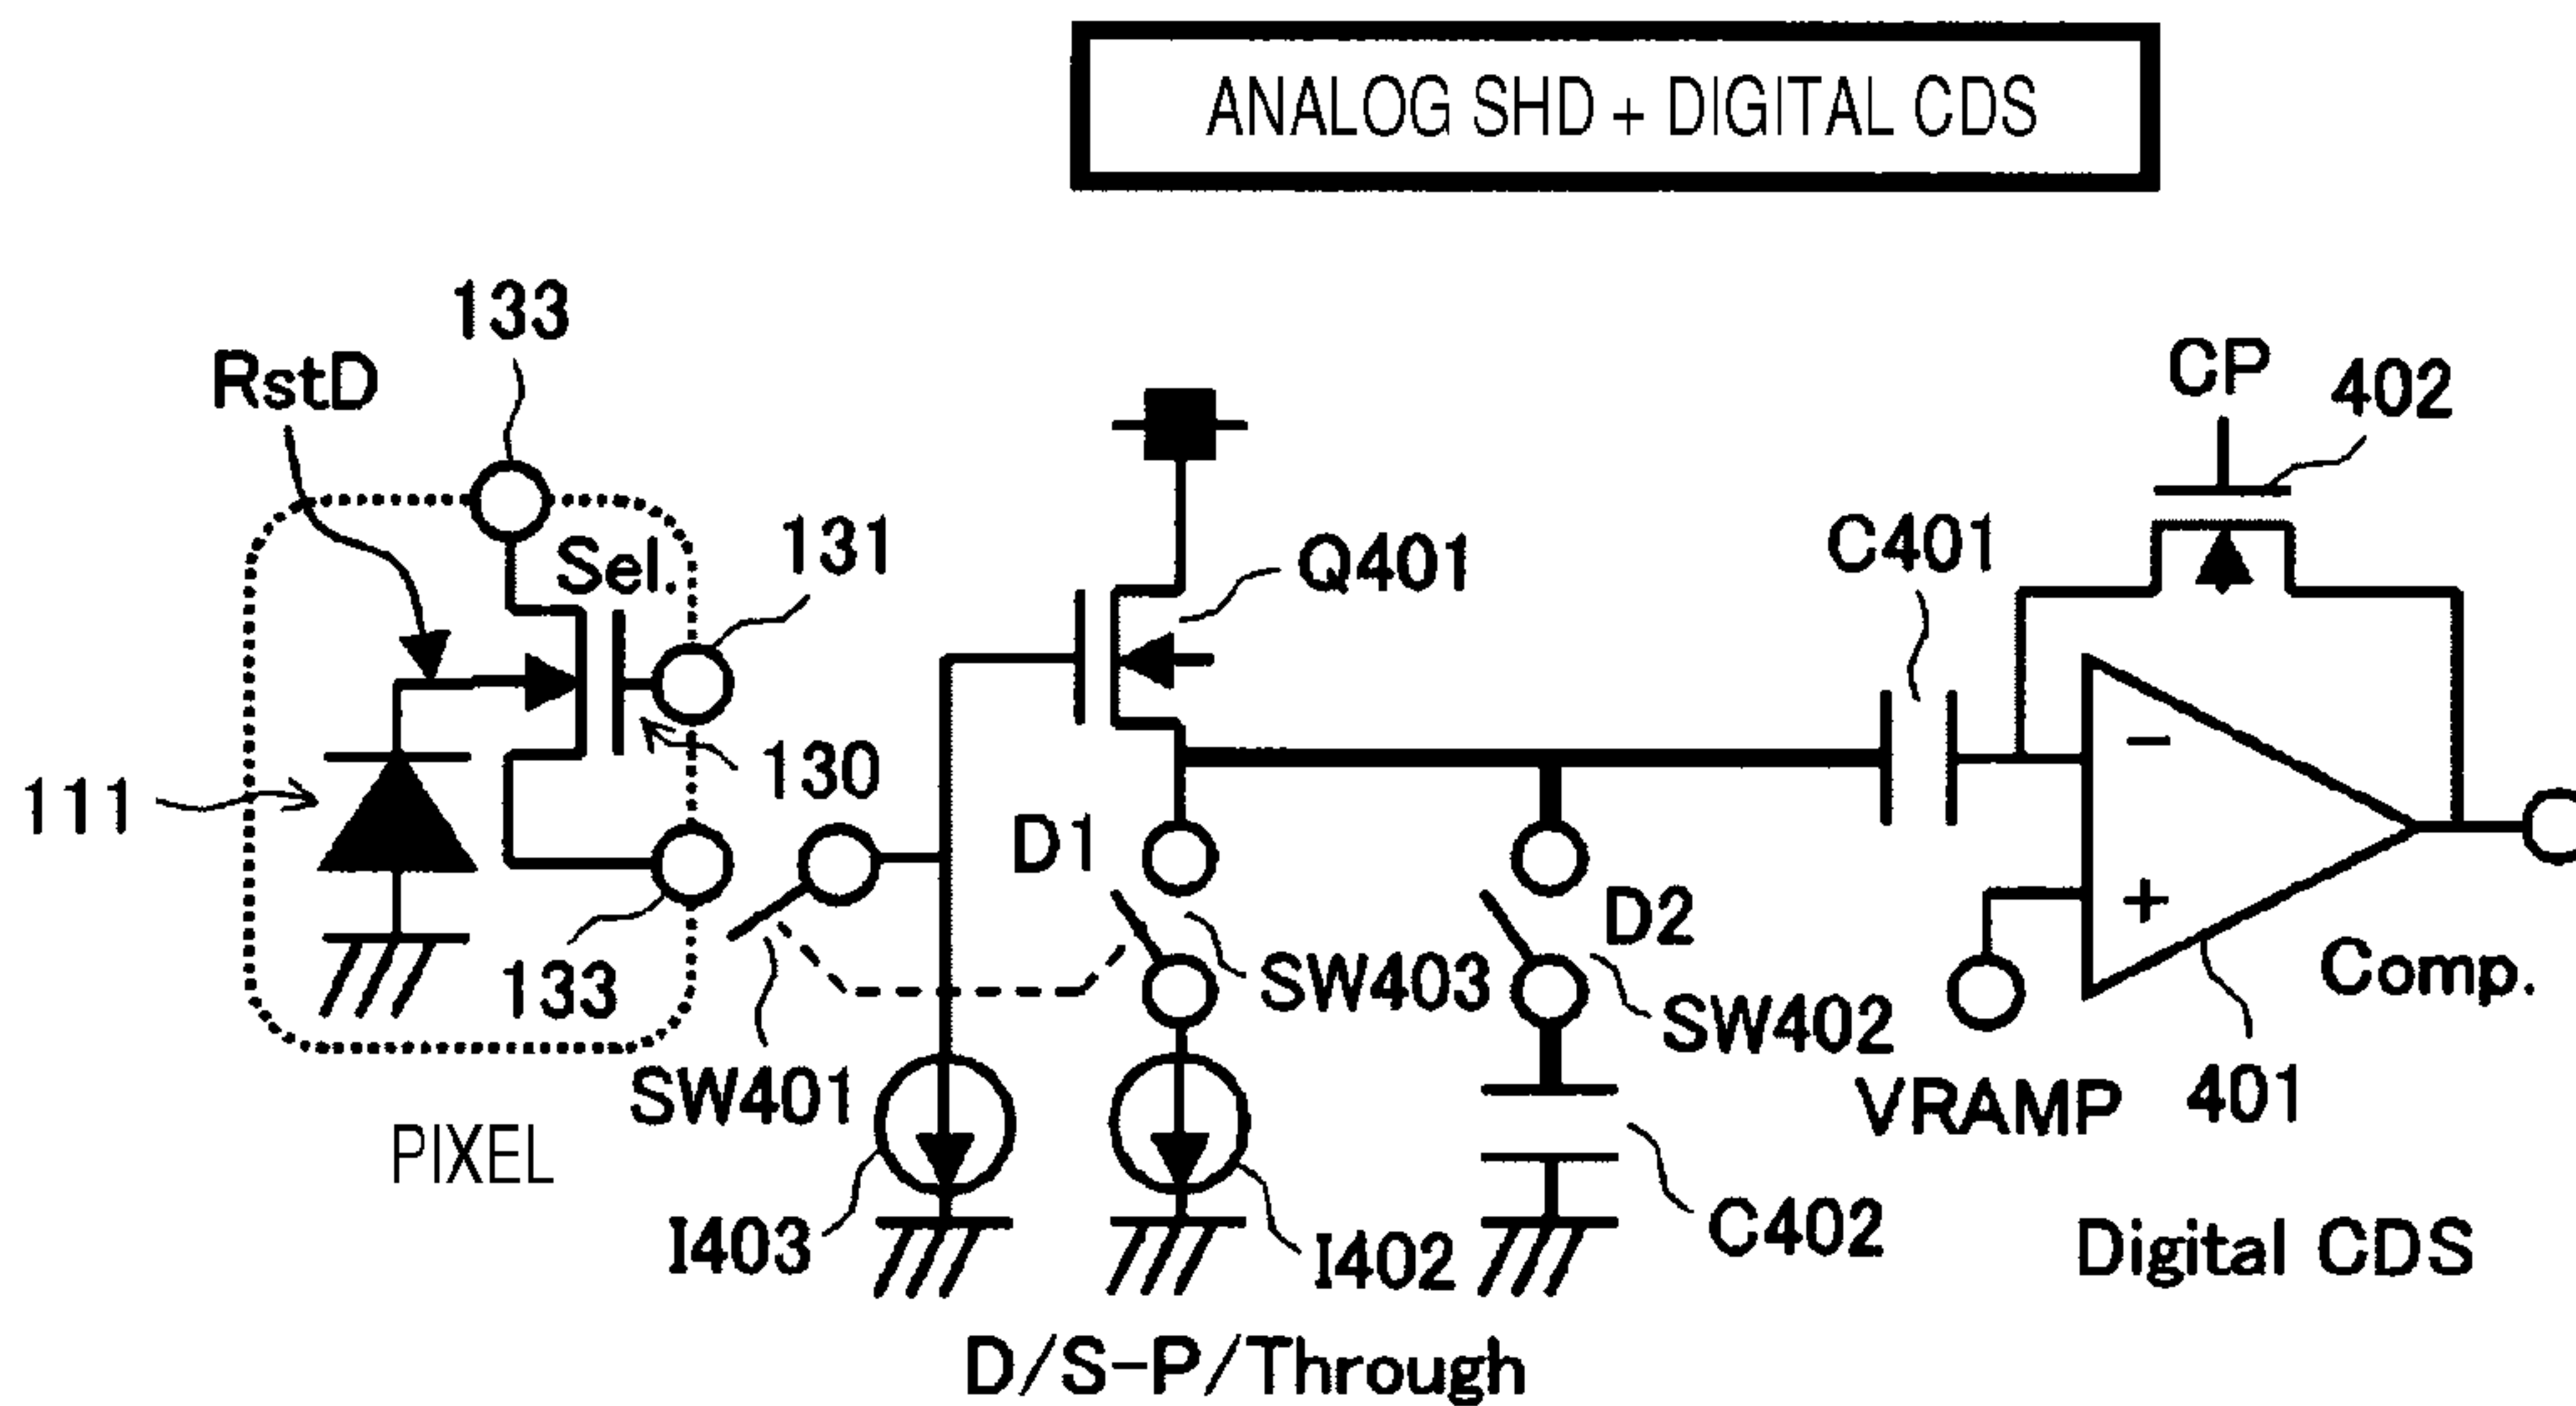 ANALOG SHD + DIGITAL CDS
133
RstD
CP
402
Sel.
131
Q401
C401
111
130
D1
−
+
D2
133
SW403
SW402
Comp.
SW401
VRAMP
401
PIXEL
I403
I402
C402
Digital CDS
D/S-P/Through